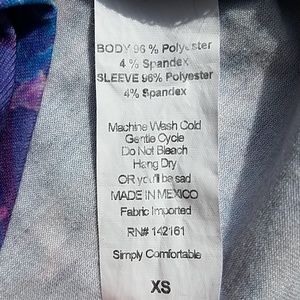 BODY 96 % Polyester
4 % Spandex
SLEEVE 96% Polyester
4% Spandex
Machine Wash Cold
Gentle Cycle
Do Not Bleach
Hang Dry
OR you'll be sad
MADE IN MEXICO
Fabric Imported
RN# 142161
Simply Comfortable
XS